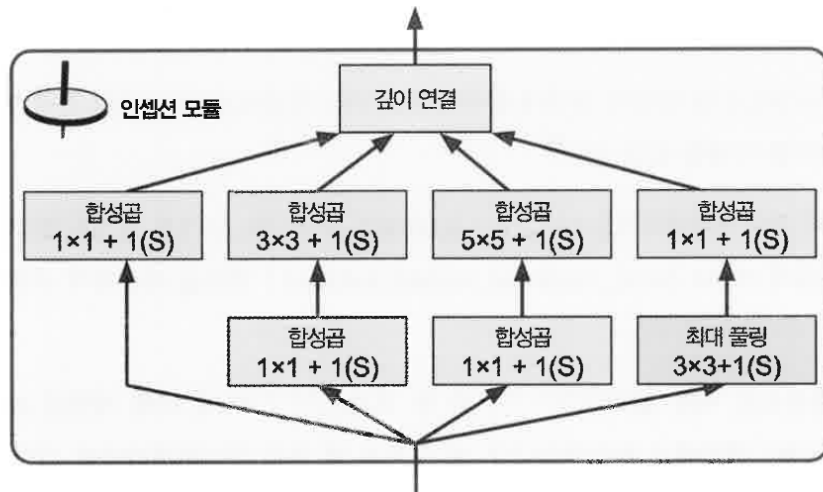 깊이 연결
인셉션 모듈
합성곱
1×1 + 1(S)
합성곱
3×3 + 1(S)
합성곱
5×5 + 1(S)
합성곱
1×1 + 1(S)
합성곱
1×1 + 1(S)
합성곱
1×1 + 1(S)
최대 풀링
3×3+1(S)